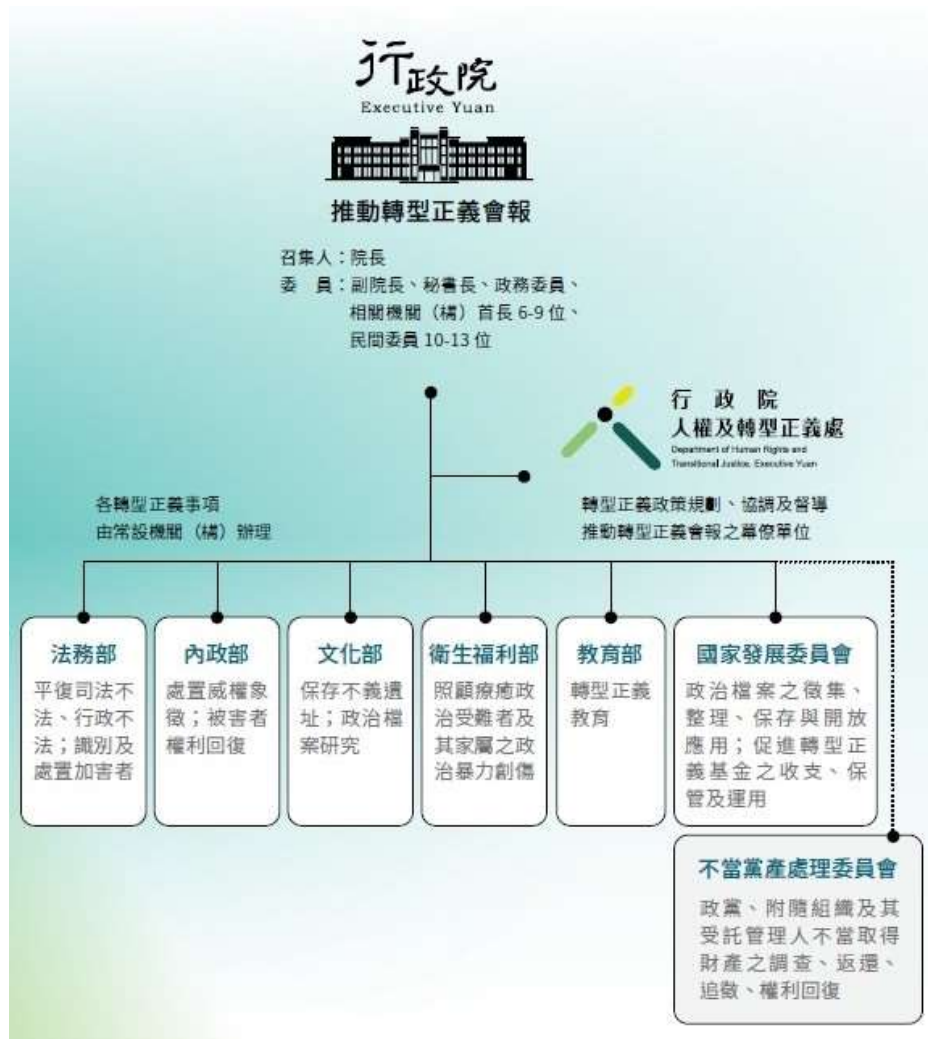 行政院
Executive Yuan
推動轉型正義會報
召集人：院長
委　員：副院長、秘書長、政務委員、
相關機關（構）首長 6-9 位、
民間委員 10-13 位
行 政 院
人權及轉型正義處
Department of Human Rights and
Transitional Justice, Executive Yuan
各轉型正義事項
由常設機關（構）辦理
轉型正義政策規劃、協調及督導
推動轉型正義會報之幕僚單位
法務部
平復司法不
法、行政不
法；識別及
處置加害者
內政部
處置威權象
徵；被害者
權利回復
文化部
保存不義遺
址；政治檔
案研究
衛生福利部
照顧療癒政
治受難者及
其家屬之政
治暴力創傷
教育部
轉型正義
教育
國家發展委員會
政治檔案之徵集、
整理、保存與開放
應用；促進轉型正
義基金之收支、保
管及運用
不當黨產處理委員會
政黨、附隨組織及其
受託管理人不當取得
財產之調查、返還、
追徵、權利回復